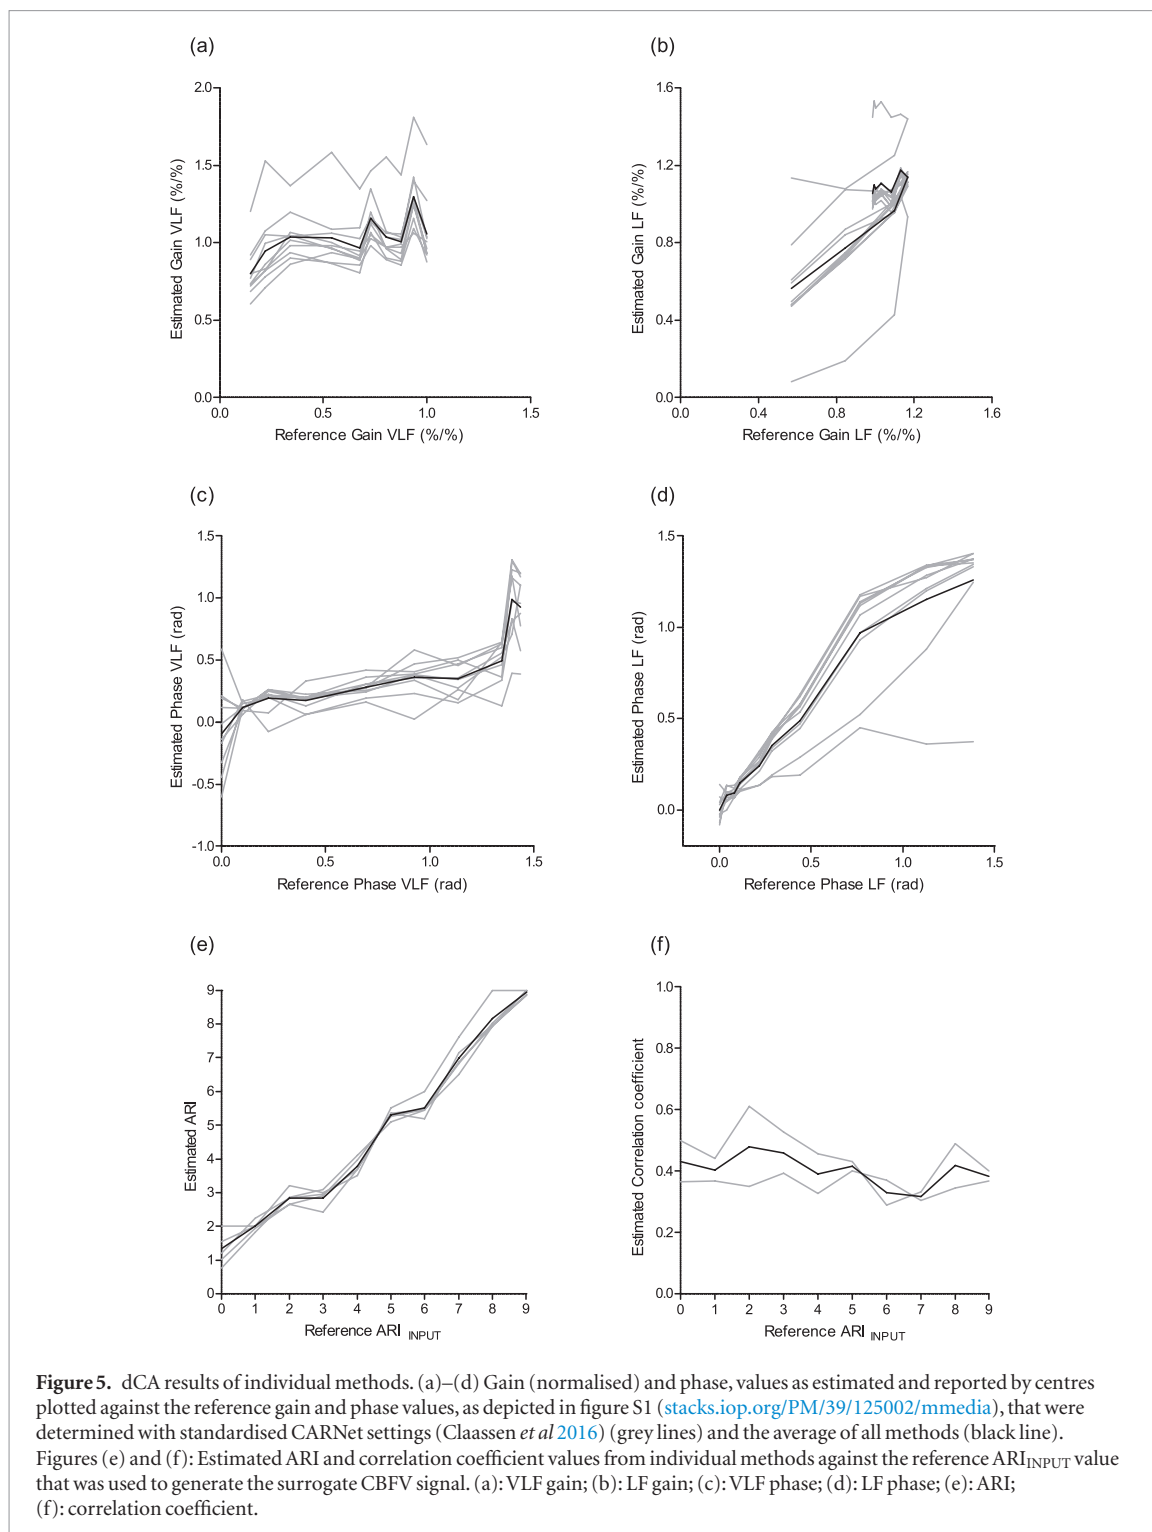 (a)
2.0
1.5
1.0
0.5
0.0
Estimated Gain VLF (%/%)
0.0 0.5 1.0 1.5
Reference Gain VLF (%/%)
(b)
1.6
1.2
0.8
0.4
0.0
Estimated Gain LF (%/%)
0.0 0.4 0.8 1.2 1.6
Reference Gain LF (%/%)
(c)
1.5
1.0
0.5
0.0
-0.5
-1.0
Estimated Phase VLF (rad)
0.0 0.5 1.0 1.5
Reference Phase VLF (rad)
(d)
1.5
1.0
0.5
0.0
Estimated Phase LF (rad)
0.0 0.5 1.0 1.5
Reference Phase LF (rad)
(e)
9
8
7
6
5
4
3
2
1
0
Estimated ARI
0 1 2 3 4 5 6 7 8 9
Reference ARI INPUT
(f)
1.0
0.8
0.6
0.4
0.2
0.0
Estimated Correlation coefficient
0 1 2 3 4 5 6 7 8 9
Reference ARI INPUT
Figure 5. dCA results of individual methods. (a)–(d) Gain (normalised) and phase, values as estimated and reported by centres
plotted against the reference gain and phase values, as depicted in figure S1 (stacks.iop.org/PM/39/125002/mmedia), that were
determined with standardised CARNet settings (Claassen et al 2016) (grey lines) and the average of all methods (black line).
Figures (e) and (f): Estimated ARI and correlation coefficient values from individual methods against the reference ARIINPUT value
that was used to generate the surrogate CBFV signal. (a): VLF gain; (b): LF gain; (c): VLF phase; (d): LF phase; (e): ARI;
(f): correlation coefficient.